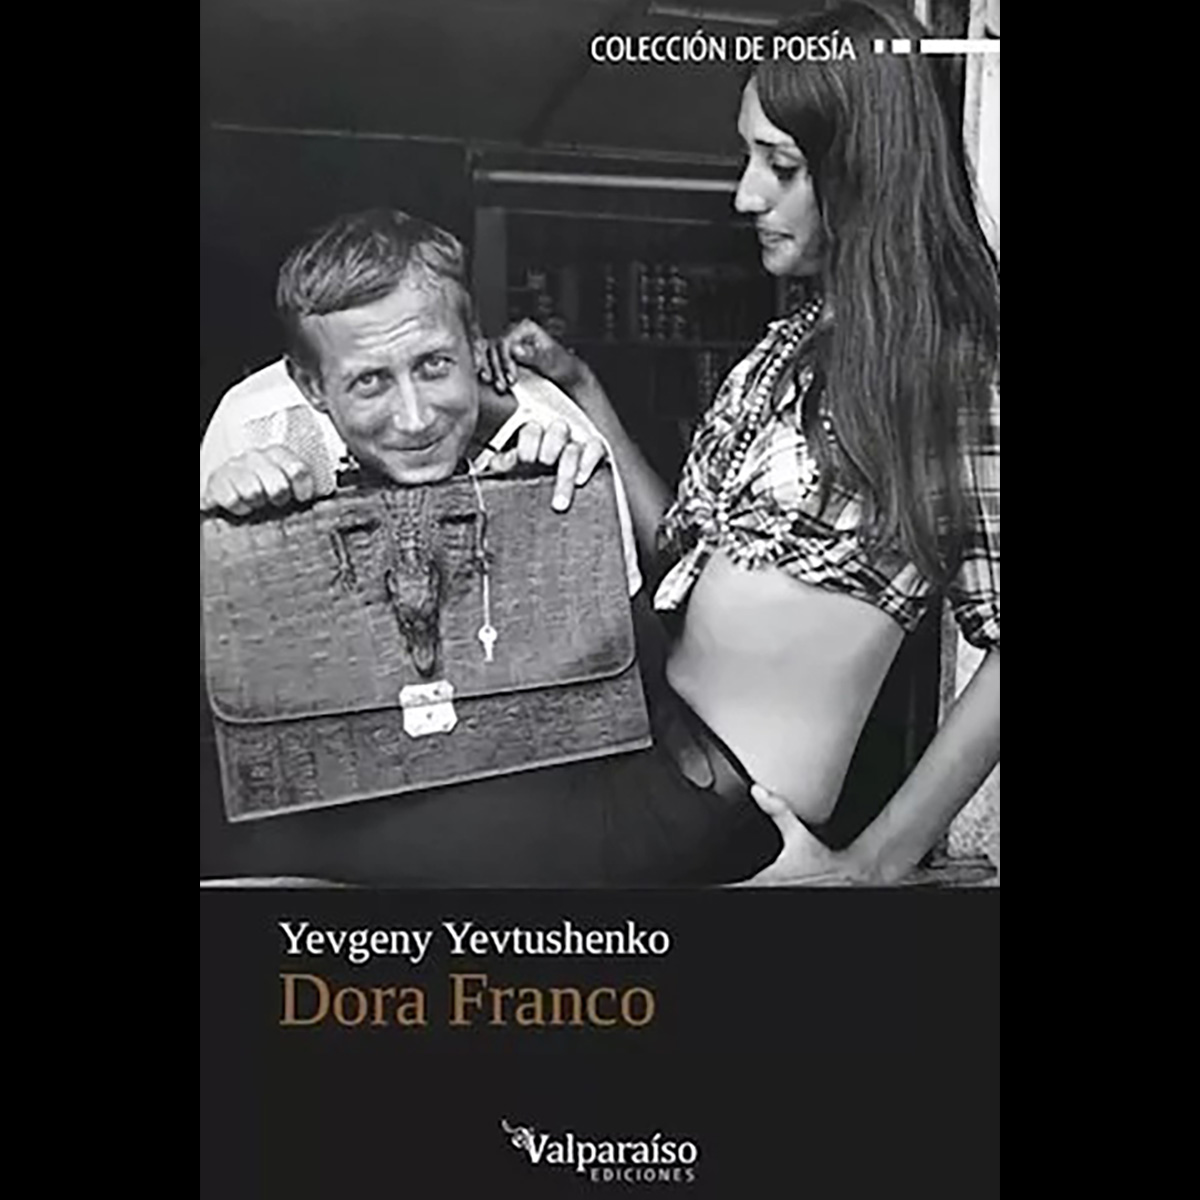 COLECCIÓN DE POESÍA
Yevgeny Yevtushenko
Dora Franco
Valparaíso
EDICIONES